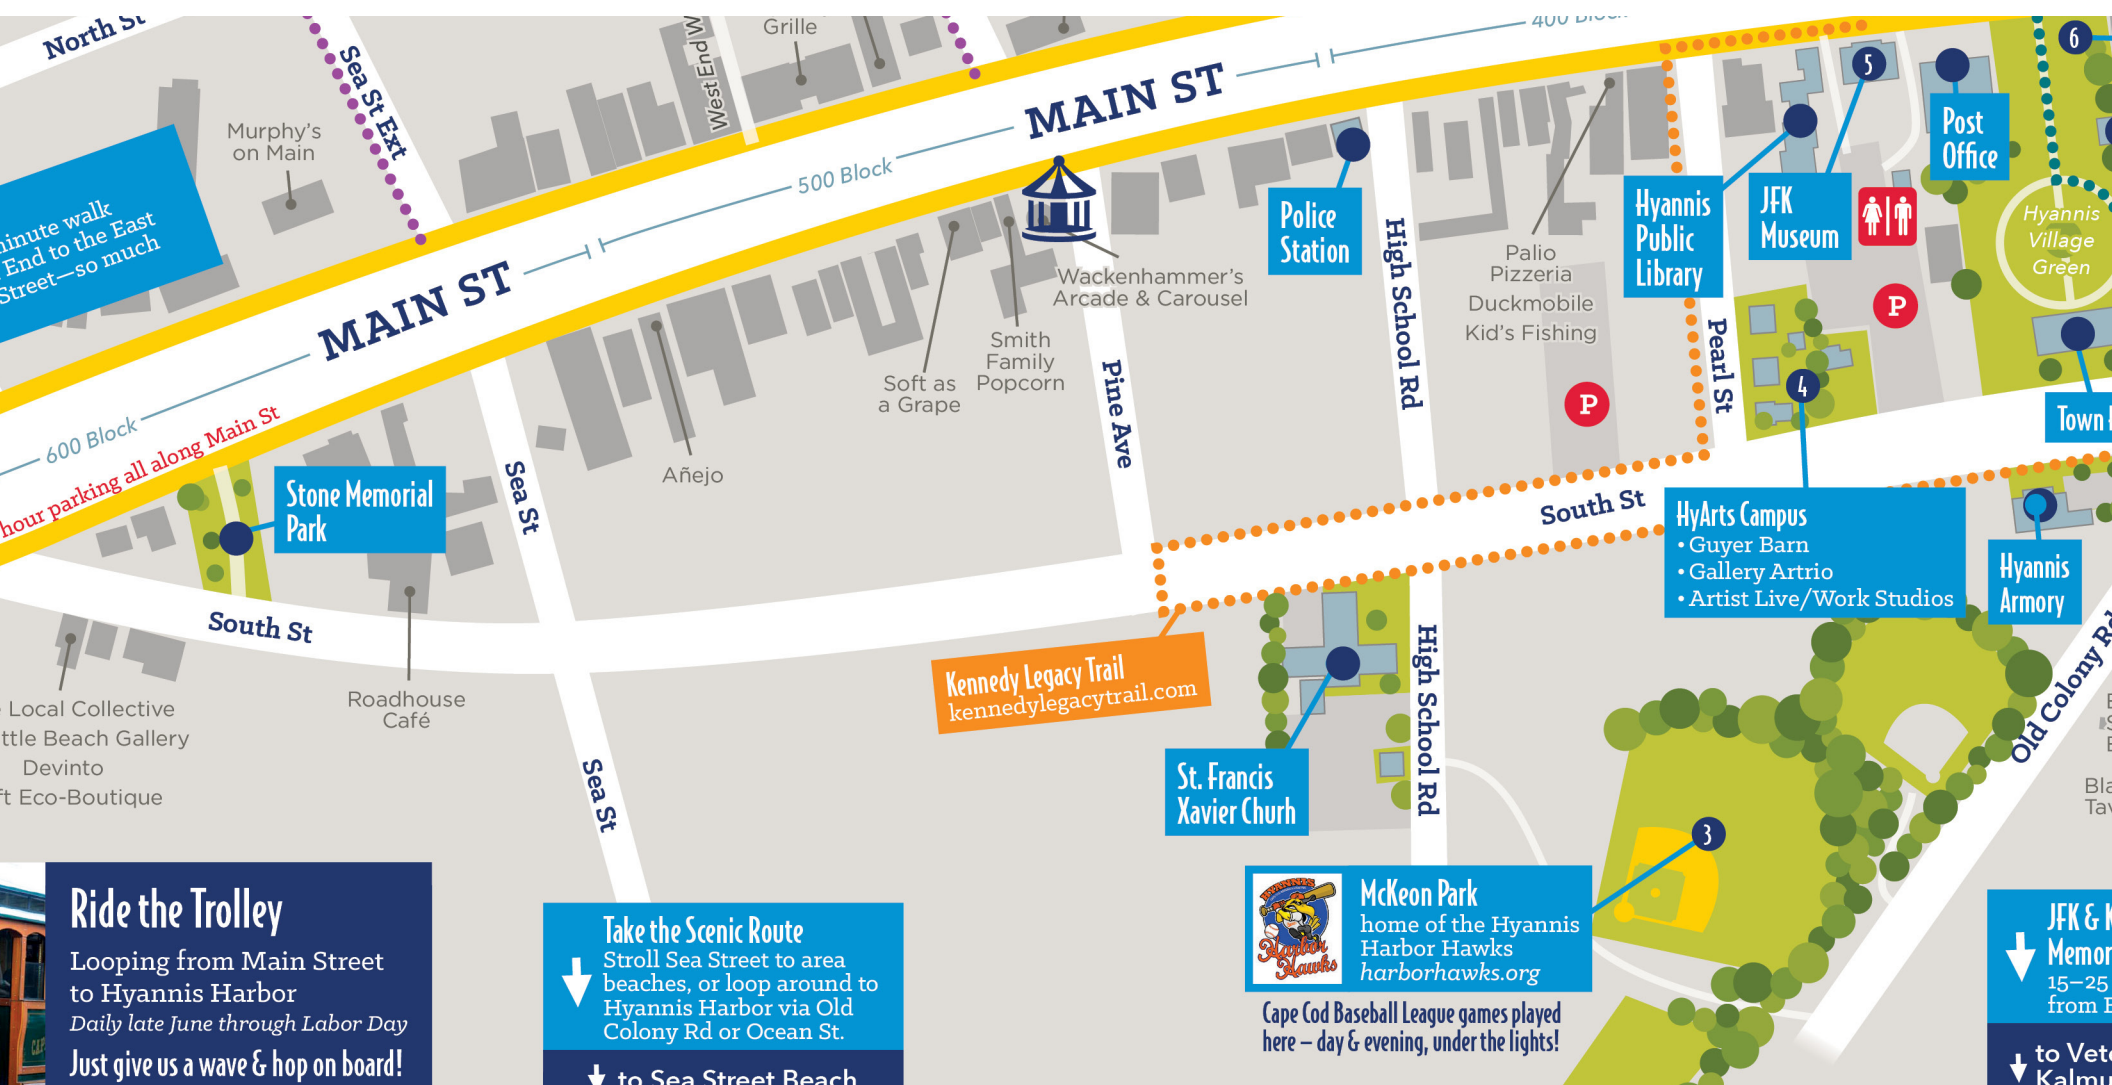 North St
Sea St Ext
West End W
Grille
400 Block
MAIN ST
500 Block
Murphy's
on Main
minute walk
End to the East
Street—so much
MAIN ST
600 Block
hour parking all along Main St
Stone Memorial
Park
South St
Roadhouse
Café
Local Collective
Beach Gallery
Devinto
Eco-Boutique
Sea St
Añejo
Soft as
a Grape
Smith
Family
Popcorn
Wackenhammer's
Arcade & Carousel
Pine Ave
Police
Station
High School Rd
Palio
Pizzeria
Duckmobile
Kid's Fishing
P
Hyannis
Public
Library
JFK
Museum
5
Post
Office
6
Hyannis
Village
Green
P
Pearl St
4
Town
South St
HyArts Campus
• Guyer Barn
• Gallery Artrio
• Artist Live/Work Studios
Hyannis
Armory
Old Colony Rd
Kennedy Legacy Trail
kennedylegacytrail.com
St. Francis
Xavier Churh
High School Rd
Sea St
3
HYANNIS
Harbor
Hawks
McKeon Park
home of the Hyannis
Harbor Hawks
harborhawks.org
Cape Cod Baseball League games played
here – day & evening, under the lights!
Ride the Trolley
Looping from Main Street
to Hyannis Harbor
Daily late June through Labor Day
Just give us a wave & hop on board!
Take the Scenic Route
Stroll Sea Street to area
beaches, or loop around to
Hyannis Harbor via Old
Colony Rd or Ocean St.
to Sea Street Beach
JFK & K
Memor
15–25
from E
to Vet
Kalmu
Bla
Tav